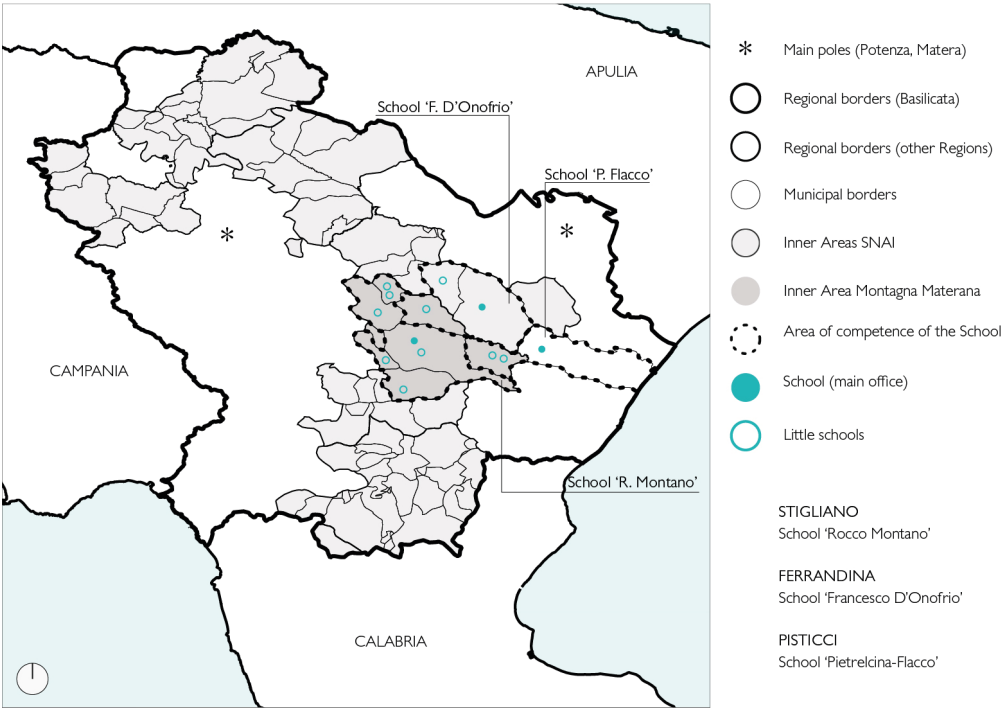 APULIA
School 'F. D'Onofrio'
School 'P. Flacco'
*
*
CAMPANIA
School 'R. Montano'
CALABRIA
* Main poles (Potenza, Matera)
Regional borders (Basilicata)
Regional borders (other Regions)
Municipal borders
Inner Areas SNAI
Inner Area Montagna Materana
Area of competence of the School
School (main office)
Little schools
STIGLIANO
School 'Rocco Montano'
FERRANDINA
School 'Francesco D'Onofrio'
PISTICCI
School 'Pietrelcina-Flacco'